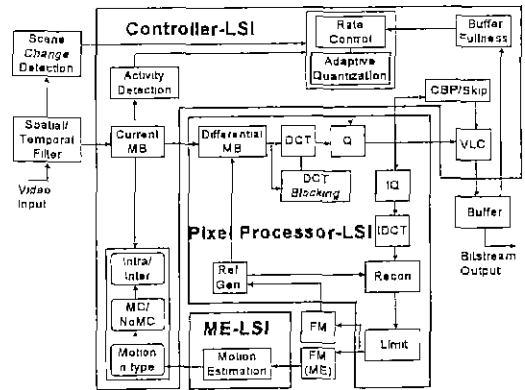 Controller-LSI
Scene
Change
Detection
Activity
Detection
Rate
Control
Adaptive
Quantization
Buffer
Fullness
CBP/Skip
Spatial/
Temporal
Filter
Current
MB
Differential
MB
DCT
Q
VLC
Video
Input
DCT
Blocking
IQ
Buffer
Pixel Processor-LSI
IDCT
Bitstream
Output
Intra/
Inter
Ref
Gen
Recon
MC/
NoMC
ME-LSI
FM
Limit
Motion
n type
Motion
Estimation
FM
(ME)